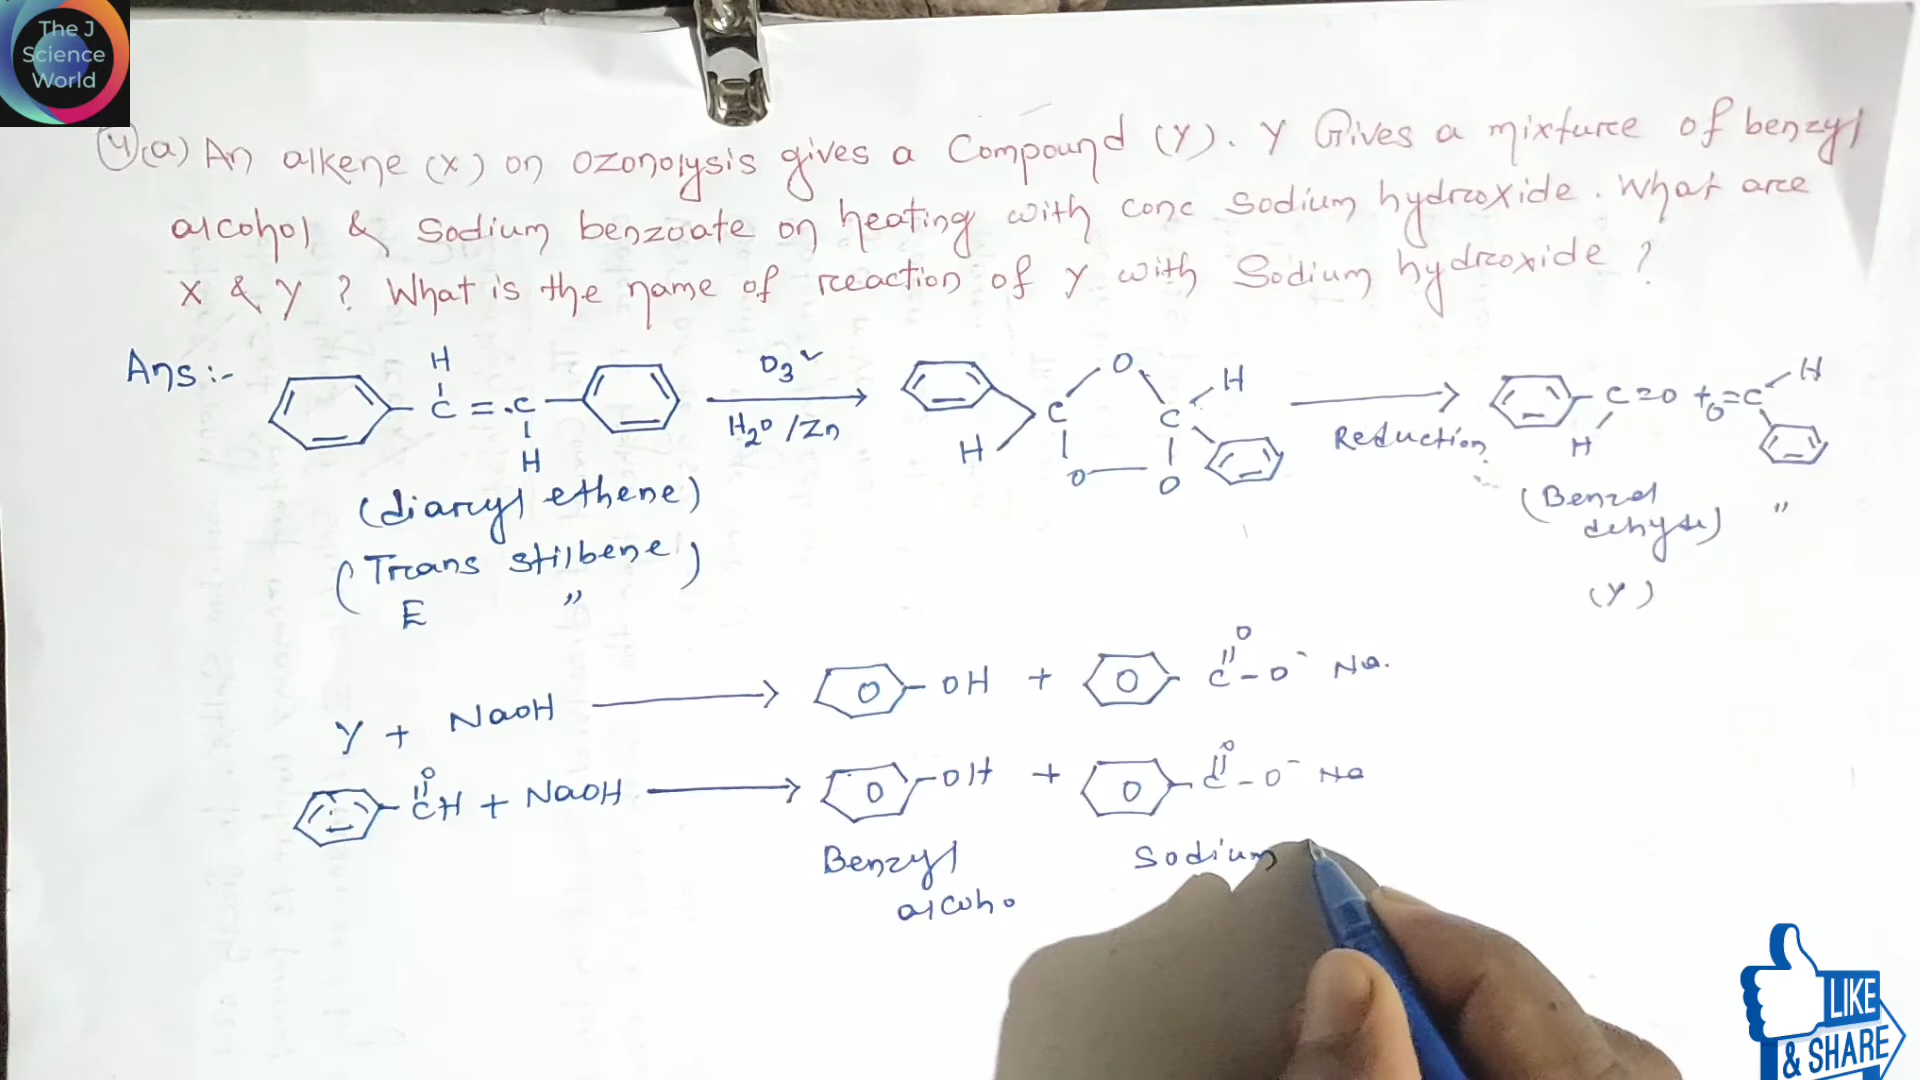 The J
Science
World
4 (a) An alkene (x) on ozonolysis gives a Compound (Y). Y Gives a mixture of benzyl
alcohol & Sodium benzoate on heating with conc Sodium hydroxide. What are
X & Y ? What is the name of reaction of Y with Sodium hydroxide ?
Ans :-
H
C = C
H
O3
H2O / Zn
O
H
C
C
H
O
O
Reduction
C=O + O=C
H
H
(diaryl ethene)
(Trans stilbene)
E "
(Benzal
dehyde) "
(Y)
Y + NaOH
O
OH + O C - O⁻ Na.
O
CH + NaOH
O
OH + O C - O⁻ Na
O
O
Benzyl
alcoho
Sodium
LIKE
& SHARE